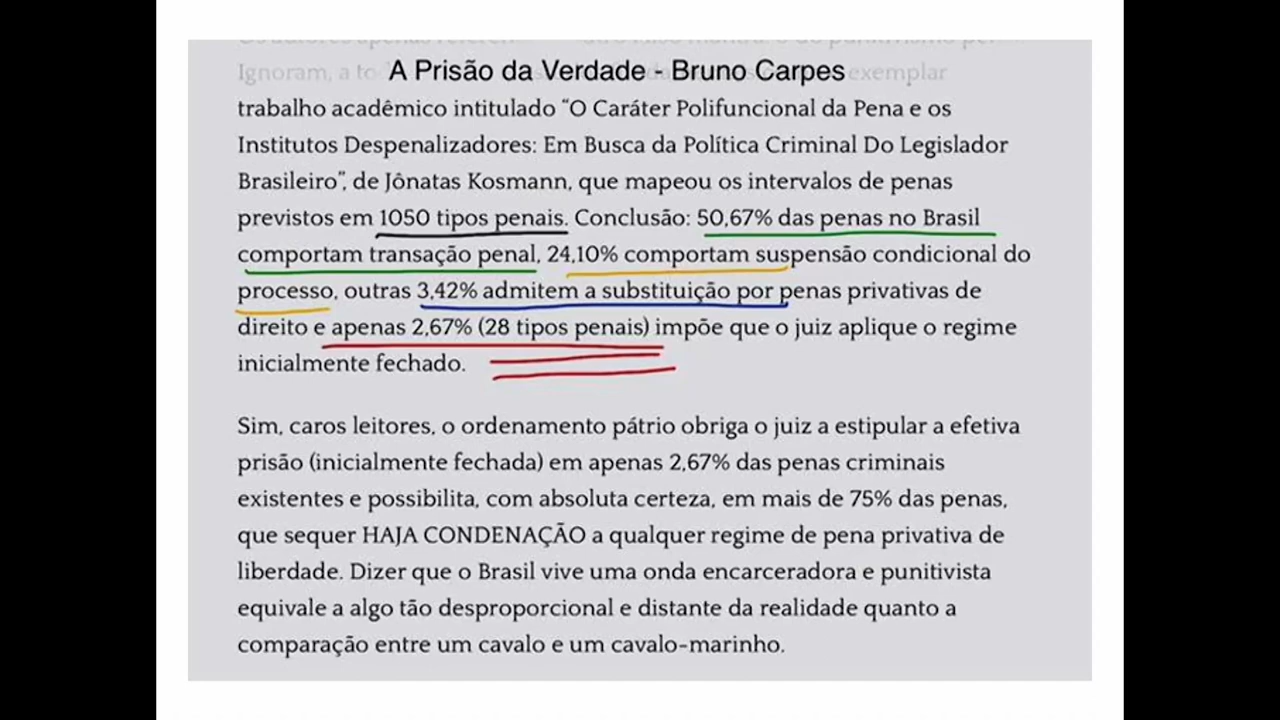 A Prisão da Verdade - Bruno Carpes
Ignoram, a exemplar
trabalho acadêmico intitulado “O Caráter Polifuncional da Pena e os
Institutos Despenalizadores: Em Busca da Política Criminal Do Legislador
Brasileiro”, de Jônatas Kosmann, que mapeou os intervalos de penas
previstos em 1050 tipos penais. Conclusão: 50,67% das penas no Brasil
comportam transação penal, 24,10% comportam suspensão condicional do
processo, outras 3,42% admitem a substituição por penas privativas de
direito e apenas 2,67% (28 tipos penais) impõe que o juiz aplique o regime
inicialmente fechado.
Sim, caros leitores, o ordenamento pátrio obriga o juiz a estipular a efetiva
prisão (inicialmente fechada) em apenas 2,67% das penas criminais
existentes e possibilita, com absoluta certeza, em mais de 75% das penas,
que sequer HAJA CONDENAÇÃO a qualquer regime de pena privativa de
liberdade. Dizer que o Brasil vive uma onda encarceradora e punitivista
equivale a algo tão desproporcional e distante da realidade quanto a
comparação entre um cavalo e um cavalo-marinho.